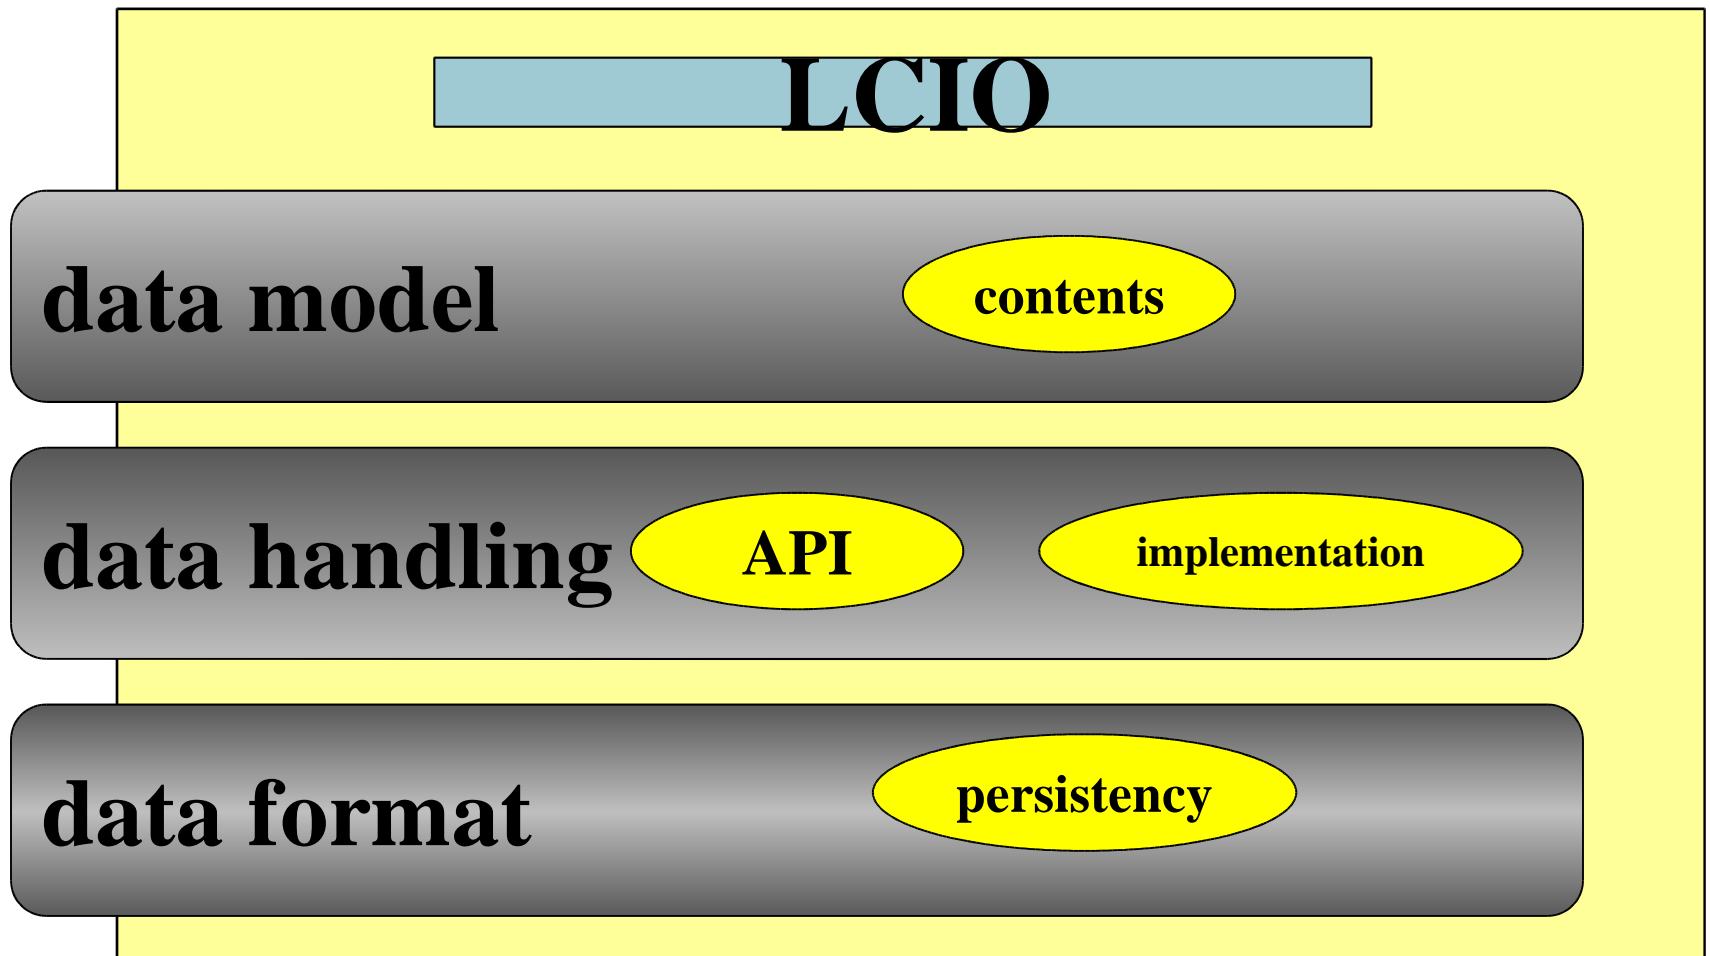 LCIO
data model
contents
data handling
API
implementation
data format
persistency